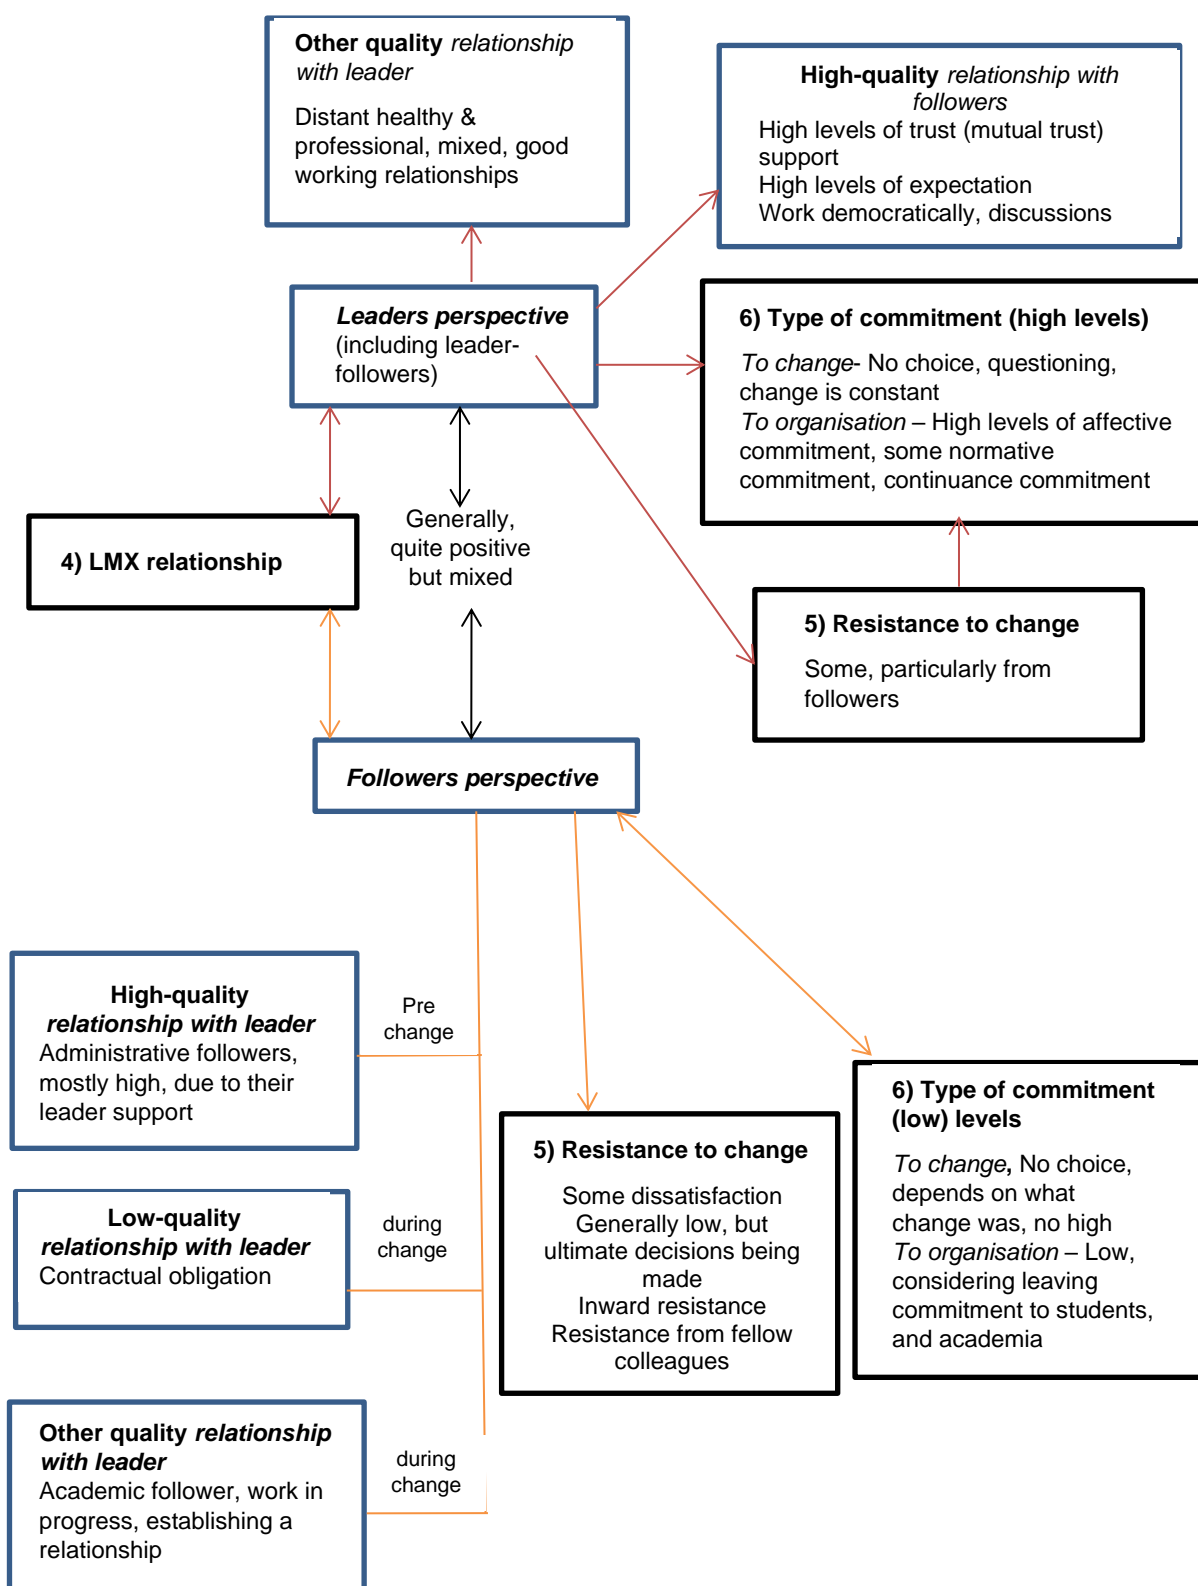 Other quality relationship
with leader
Distant healthy &
professional, mixed, good
working relationships
High-quality relationship with
followers
High levels of trust (mutual trust)
support
High levels of expectation
Work democratically, discussions
Leaders perspective
(including leader-
followers)
6) Type of commitment (high levels)
To change- No choice, questioning,
change is constant
To organisation – High levels of affective
commitment, some normative
commitment, continuance commitment
4) LMX relationship
Generally,
quite positive
but mixed
5) Resistance to change
Some, particularly from
followers
Followers perspective
High-quality
relationship with leader
Administrative followers,
mostly high, due to their
leader support
Pre
change
Low-quality
relationship with leader
Contractual obligation
during
change
Other quality relationship
with leader
Academic follower, work in
progress, establishing a
relationship
during
change
5) Resistance to change
Some dissatisfaction
Generally low, but
ultimate decisions being
made
Inward resistance
Resistance from fellow
colleagues
6) Type of commitment
(low) levels
To change, No choice,
depends on what
change was, no high
To organisation – Low,
considering leaving
commitment to students,
and academia